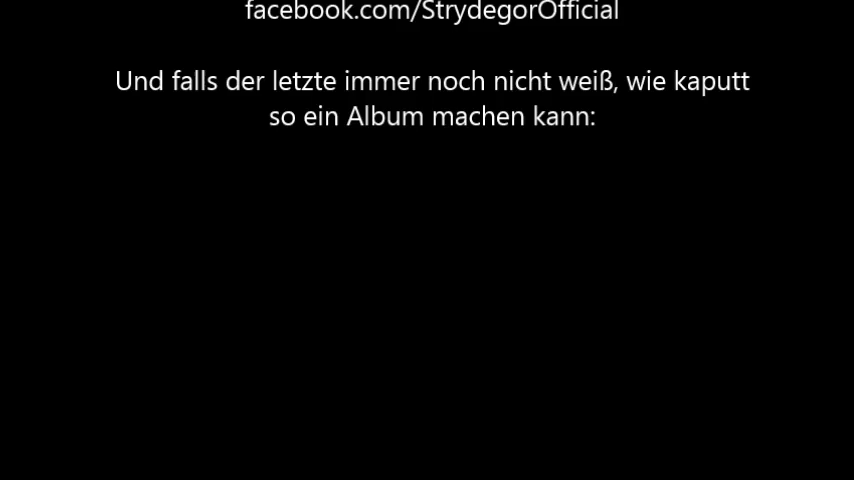 facebook.com/StrydegorOfficial
Und falls der letzte immer noch nicht weiß, wie kaputt
so ein Album machen kann: